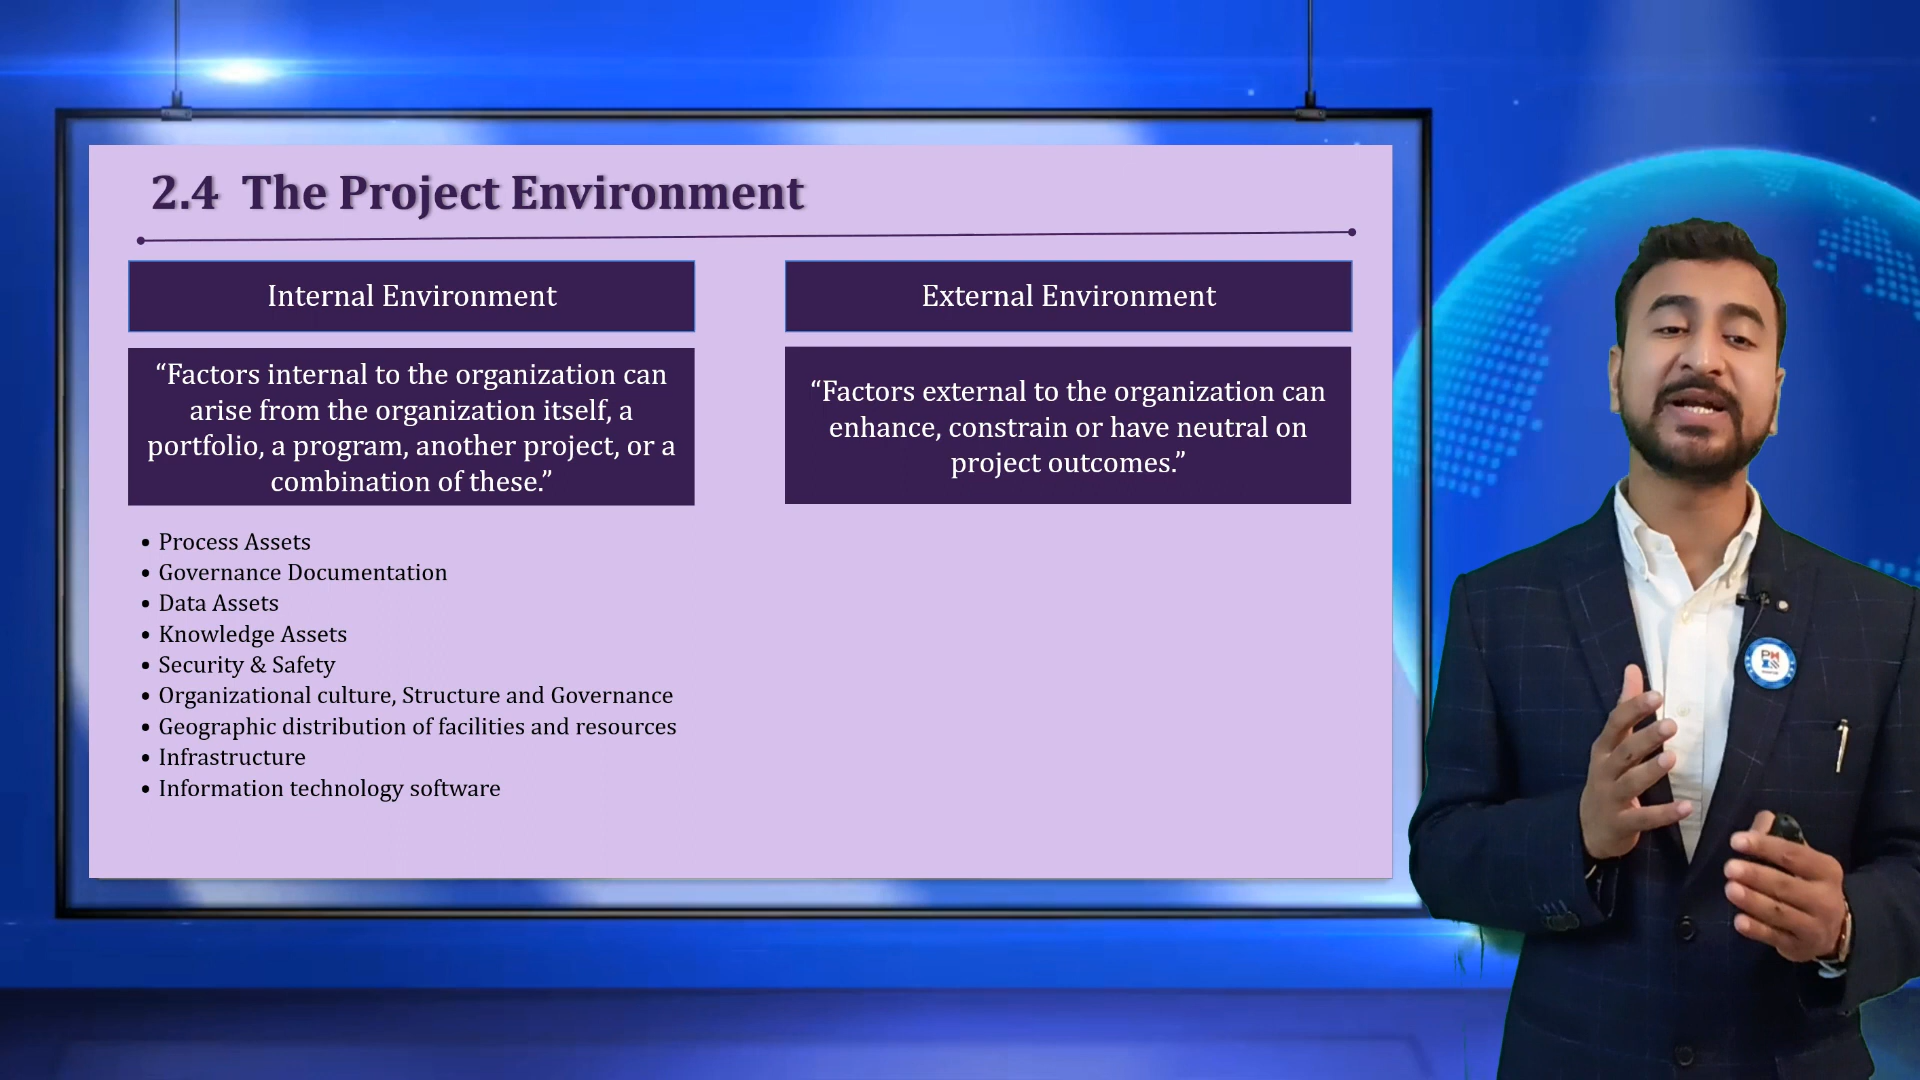 2.4 The Project Environment
Internal Environment
“Factors internal to the organization can
arise from the organization itself, a
portfolio, a program, another project, or a
combination of these.”
• Process Assets
• Governance Documentation
• Data Assets
• Knowledge Assets
• Security & Safety
• Organizational culture, Structure and Governance
• Geographic distribution of facilities and resources
• Infrastructure
• Information technology software
External Environment
“Factors external to the organization can
enhance, constrain or have neutral on
project outcomes.”